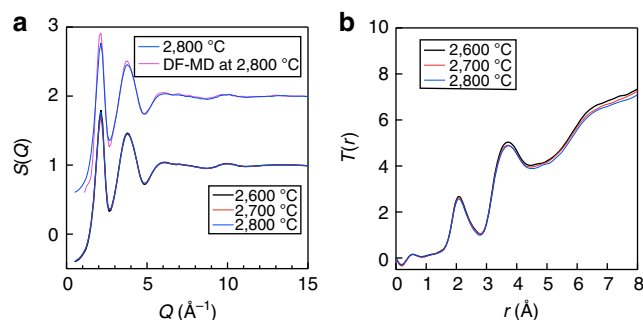 a
b
3
2
1
0
S(Q)
2,800 °C
DF-MD at 2,800 °C
2,600 °C
2,700 °C
2,800 °C
0 5 10 15
Q (Å⁻¹)
10
8
6
4
2
0
T(r)
2,600 °C
2,700 °C
2,800 °C
0 1 2 3 4 5 6 7 8
r (Å)